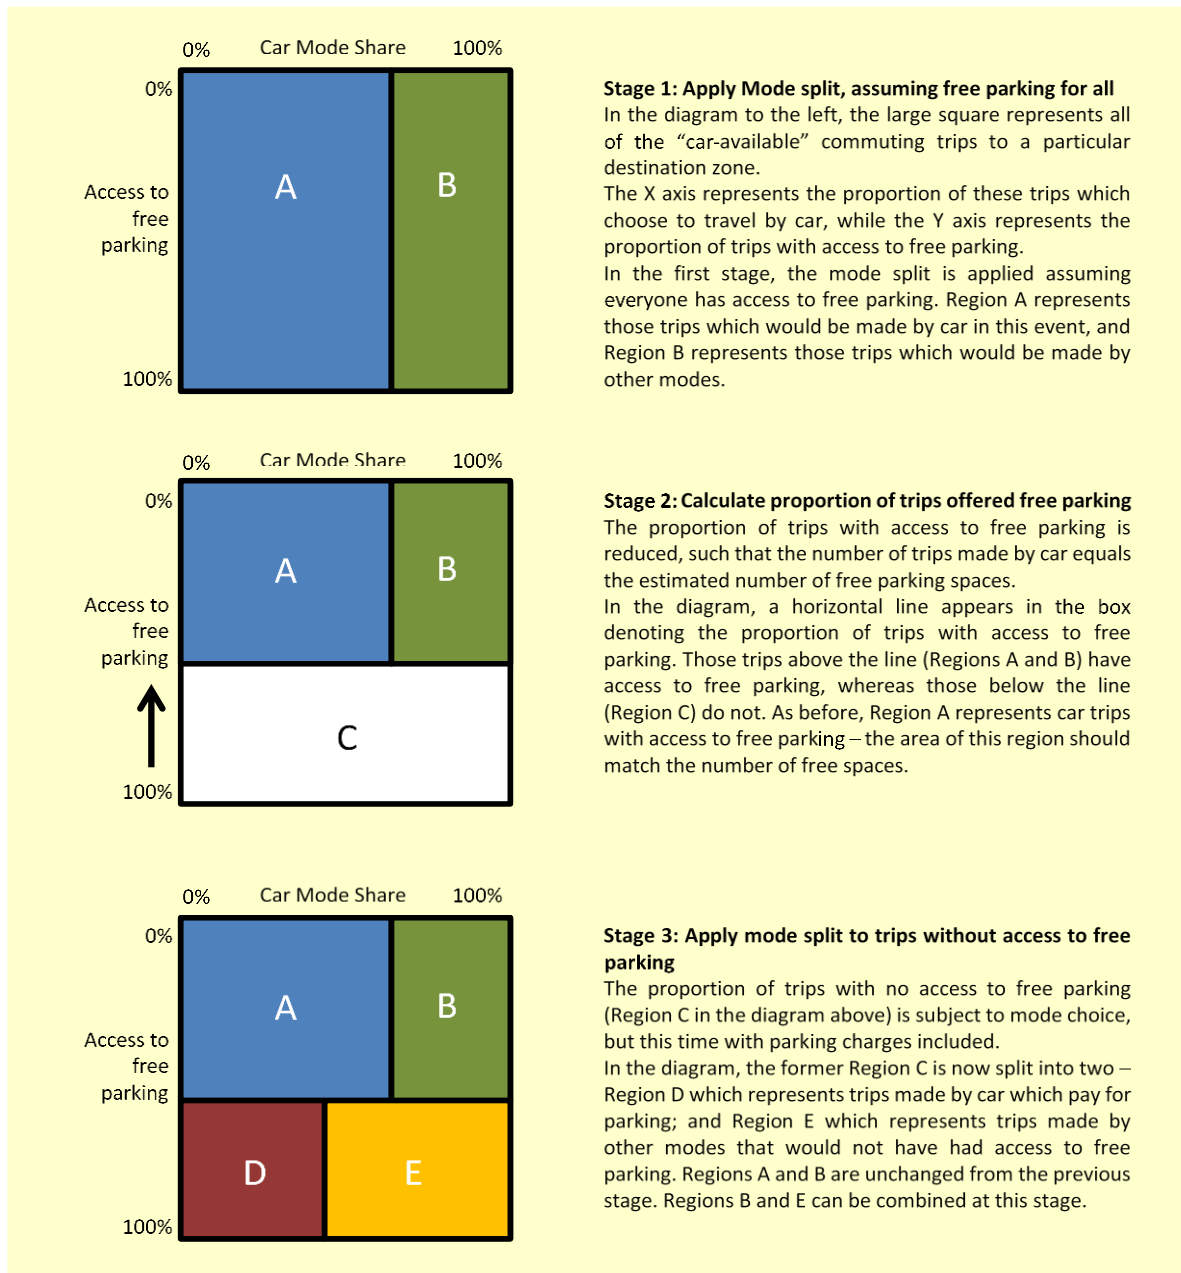 0% Car Mode Share 100%
0%
Access to
free
parking
100%
A
B
Stage 1: Apply Mode split, assuming free parking for all
In the diagram to the left, the large square represents all
of the “car-available” commuting trips to a particular
destination zone.
The X axis represents the proportion of these trips which
choose to travel by car, while the Y axis represents the
proportion of trips with access to free parking.
In the first stage, the mode split is applied assuming
everyone has access to free parking. Region A represents
those trips which would be made by car in this event, and
Region B represents those trips which would be made by
other modes.
0% Car Mode Share 100%
0%
Access to
free
parking
100%
A
B
C
Stage 2: Calculate proportion of trips offered free parking
The proportion of trips with access to free parking is
reduced, such that the number of trips made by car equals
the estimated number of free parking spaces.
In the diagram, a horizontal line appears in the box
denoting the proportion of trips with access to free
parking. Those trips above the line (Regions A and B) have
access to free parking, whereas those below the line
(Region C) do not. As before, Region A represents car trips
with access to free parking – the area of this region should
match the number of free spaces.
0% Car Mode Share 100%
0%
Access to
free
parking
100%
A
B
D
E
Stage 3: Apply mode split to trips without access to free
parking
The proportion of trips with no access to free parking
(Region C in the diagram above) is subject to mode choice,
but this time with parking charges included.
In the diagram, the former Region C is now split into two –
Region D which represents trips made by car which pay for
parking; and Region E which represents trips made by
other modes that would not have had access to free
parking. Regions A and B are unchanged from the previous
stage. Regions B and E can be combined at this stage.